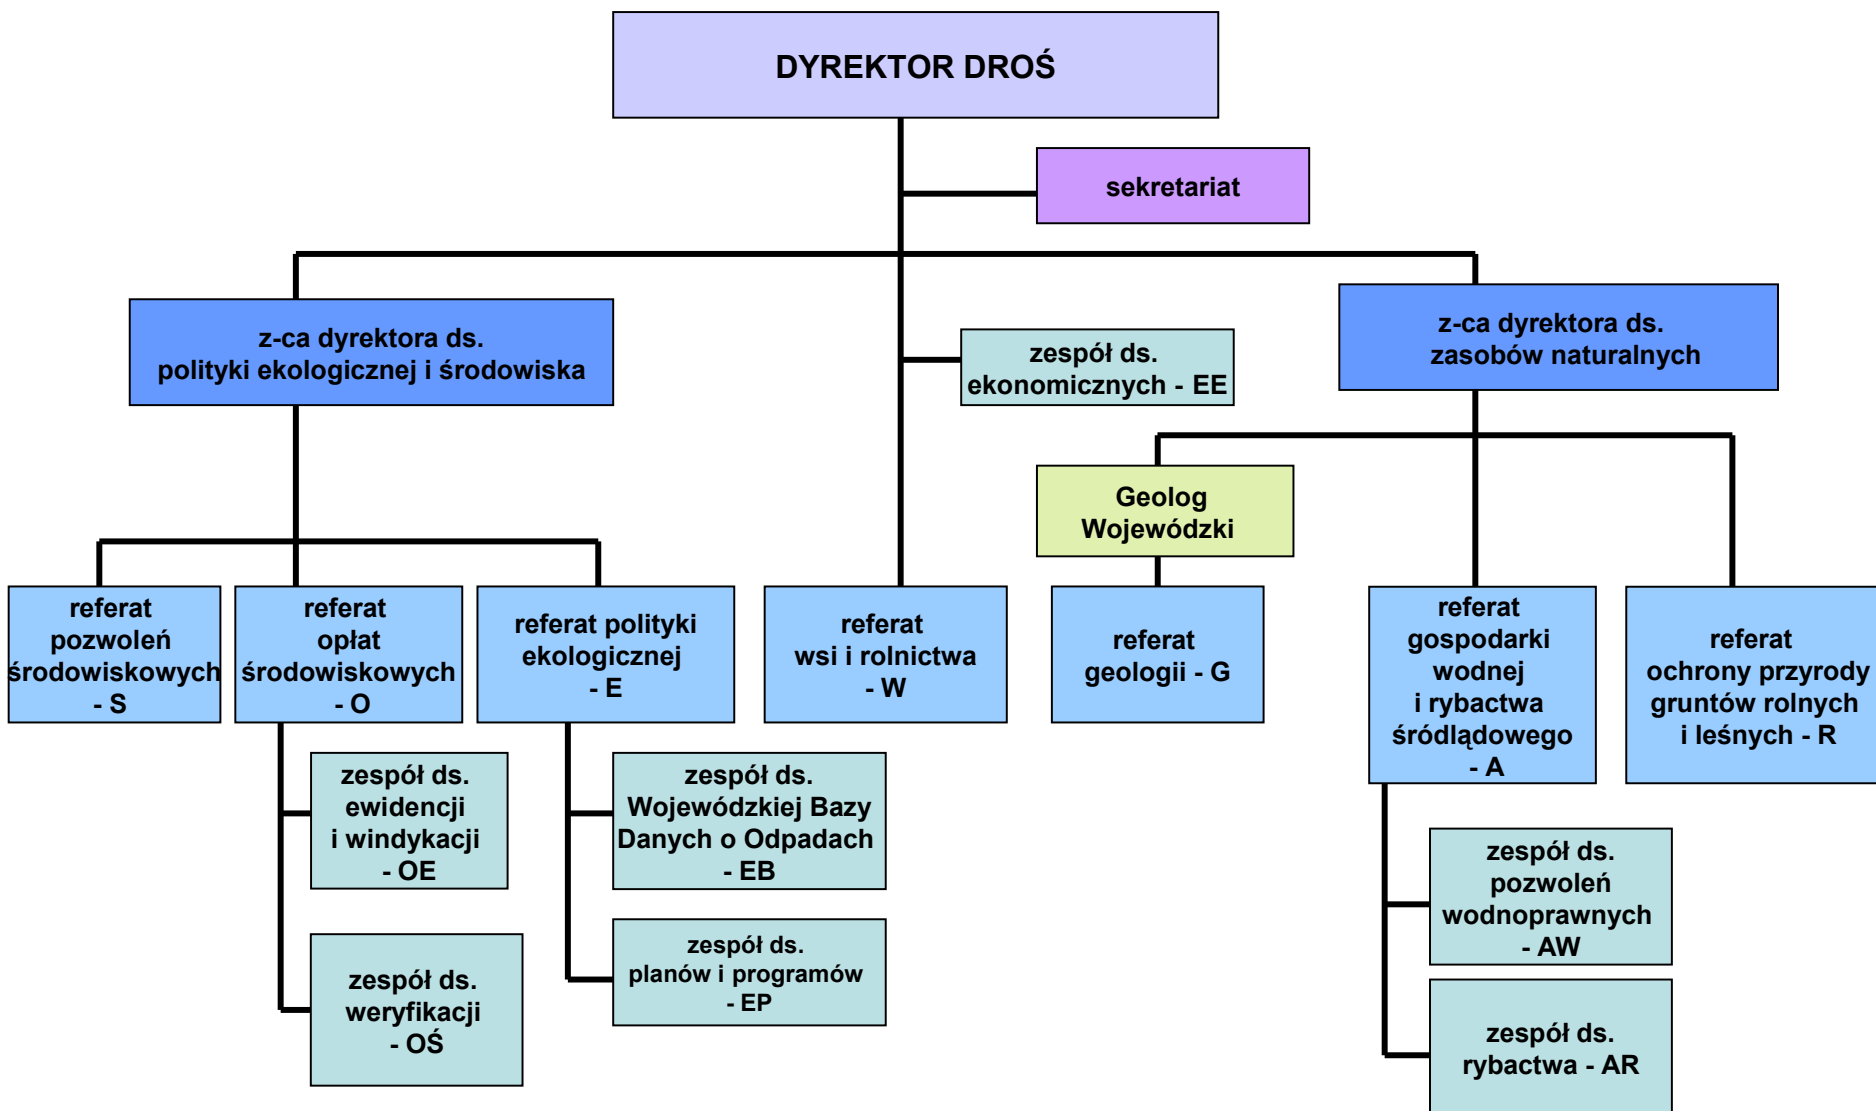 DYREKTOR DROŚ
sekretariat
z-ca dyrektora ds.
polityki ekologicznej i środowiska
zespół ds.
ekonomicznych - EE
z-ca dyrektora ds.
zasobów naturalnych
Geolog
Wojewódzki
referat
pozwoleń
środowiskowych
- S
referat
opłat
środowiskowych
- O
referat polityki
ekologicznej
- E
referat
wsi i rolnictwa
- W
referat
geologii - G
referat
gospodarki
wodnej
i rybactwa
śródlądowego
- A
referat
ochrony przyrody
gruntów rolnych
i leśnych - R
zespół ds.
ewidencji
i windykacji
- OE
zespół ds.
Wojewódzkiej Bazy
Danych o Odpadach
- EB
zespół ds.
pozwoleń
wodnoprawnych
- AW
zespół ds.
weryfikacji
- OŚ
zespół ds.
planów i programów
- EP
zespół ds.
rybactwa - AR